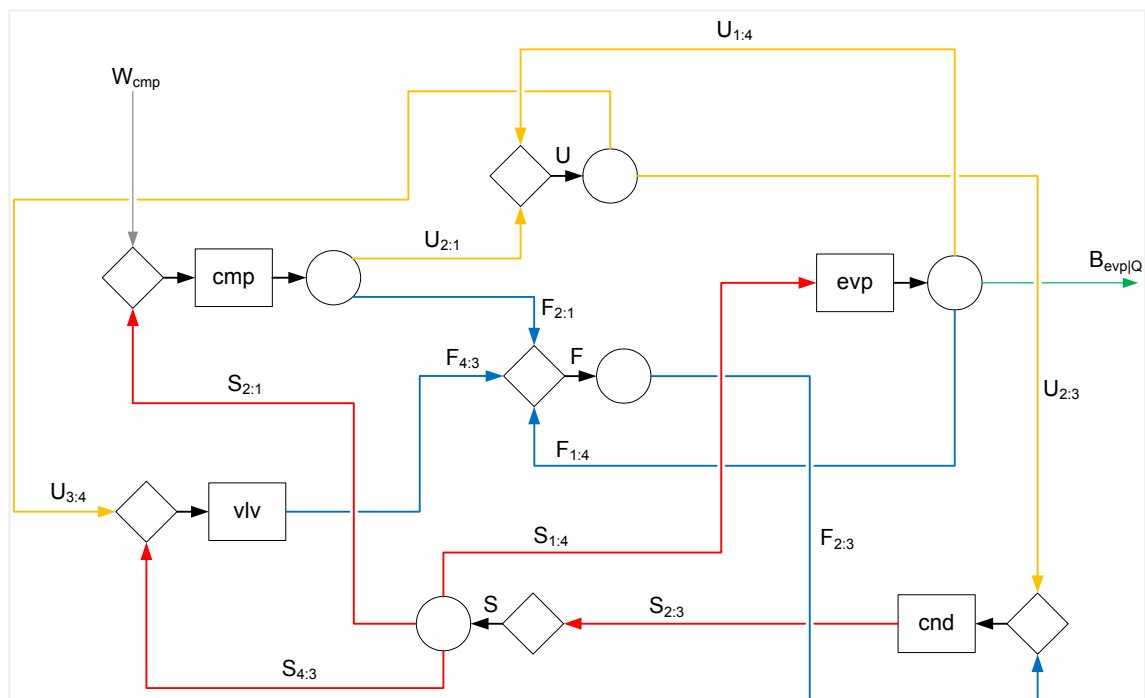 U1:4
Wcmp
U
U2:1
cmp
evp
Bevp|Q
F2:1
F4:3
F
S2:1
U2:3
F1:4
U3:4
vlv
S1:4
F2:3
S
S2:3
cnd
S4:3